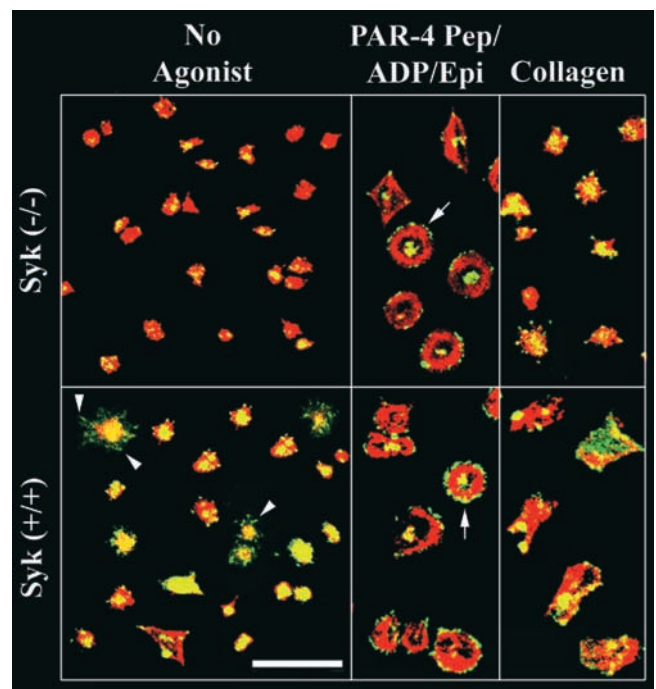 No
Agonist
PAR-4 Pep/
ADP/Epi
Collagen
Syk (-/-)
Syk (+/+)